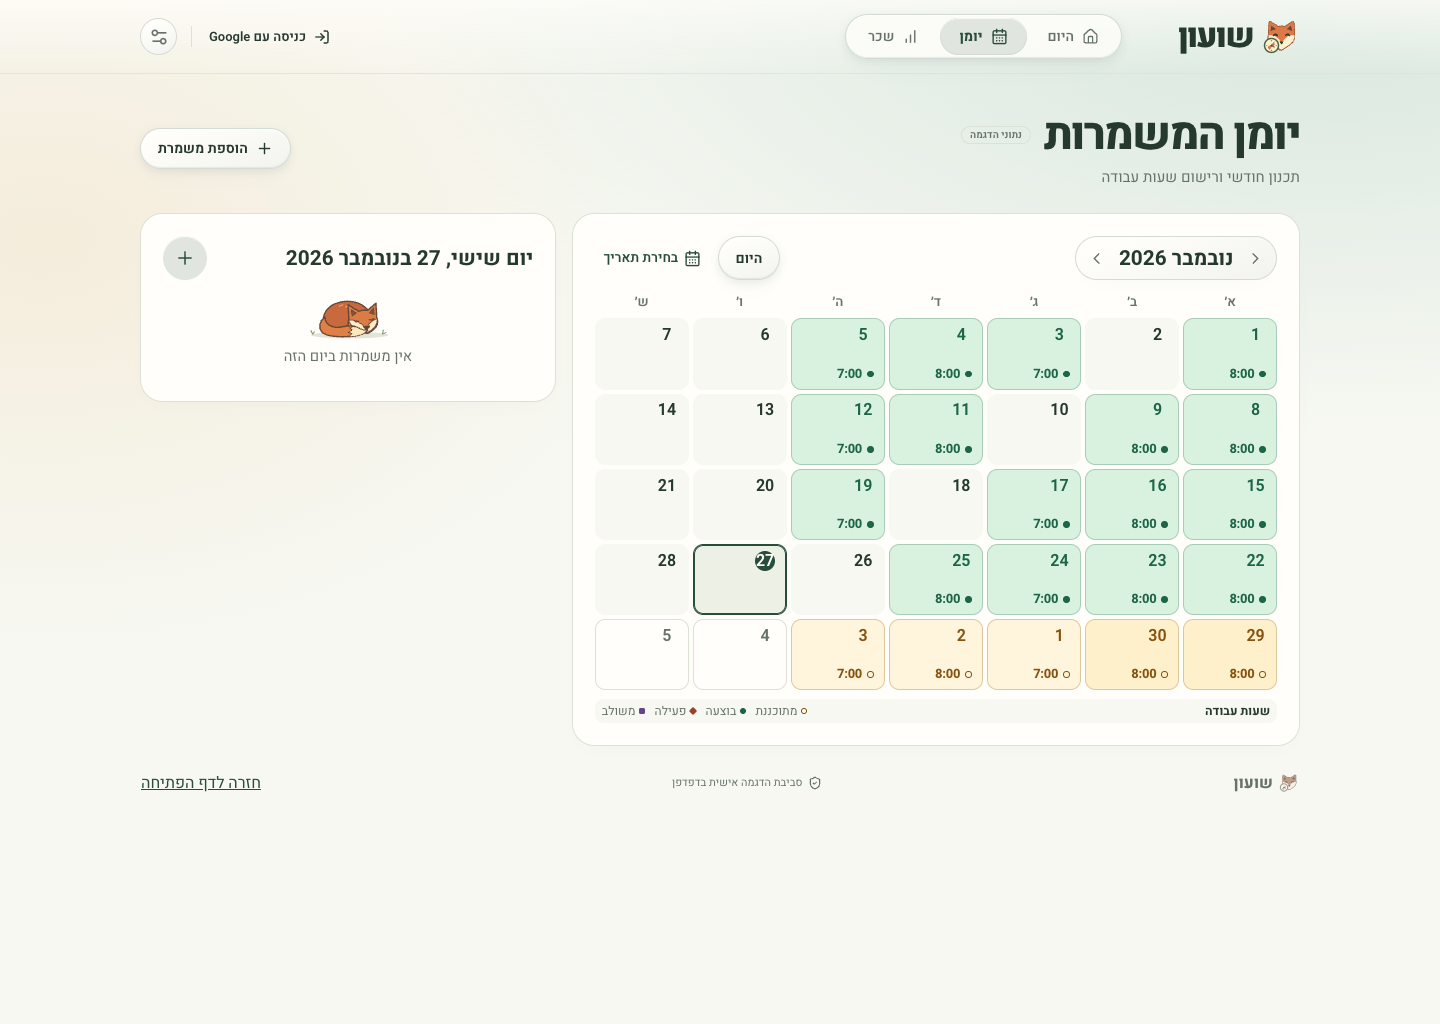 שועון
היום
יומן
שכר
כניסה עם Google
יומן המשמרות
נתוני הדגמה
תכנון חודשי ורישום שעות עבודה
הוספת משמרת
נובמבר 2026
היום
בחירת תאריך
א׳ ב׳ ג׳ ד׳ ה׳ ו׳ ש׳
1 2 3 4 5 6 7
8:00 7:00 8:00 7:00
8 9 10 11 12 13 14
8:00 8:00 8:00 7:00
15 16 17 18 19 20 21
8:00 8:00 7:00 7:00
22 23 24 25 26 27 28
8:00 8:00 7:00 8:00
29 30 1 2 3 4 5
8:00 8:00 7:00 8:00 7:00
שעות עבודה
מתוכננת בוצעה פעילה משולב
יום שישי, 27 בנובמבר 2026
אין משמרות ביום הזה
שועון
סביבת הדגמה אישית בדפדפן
חזרה לדף הפתיחה